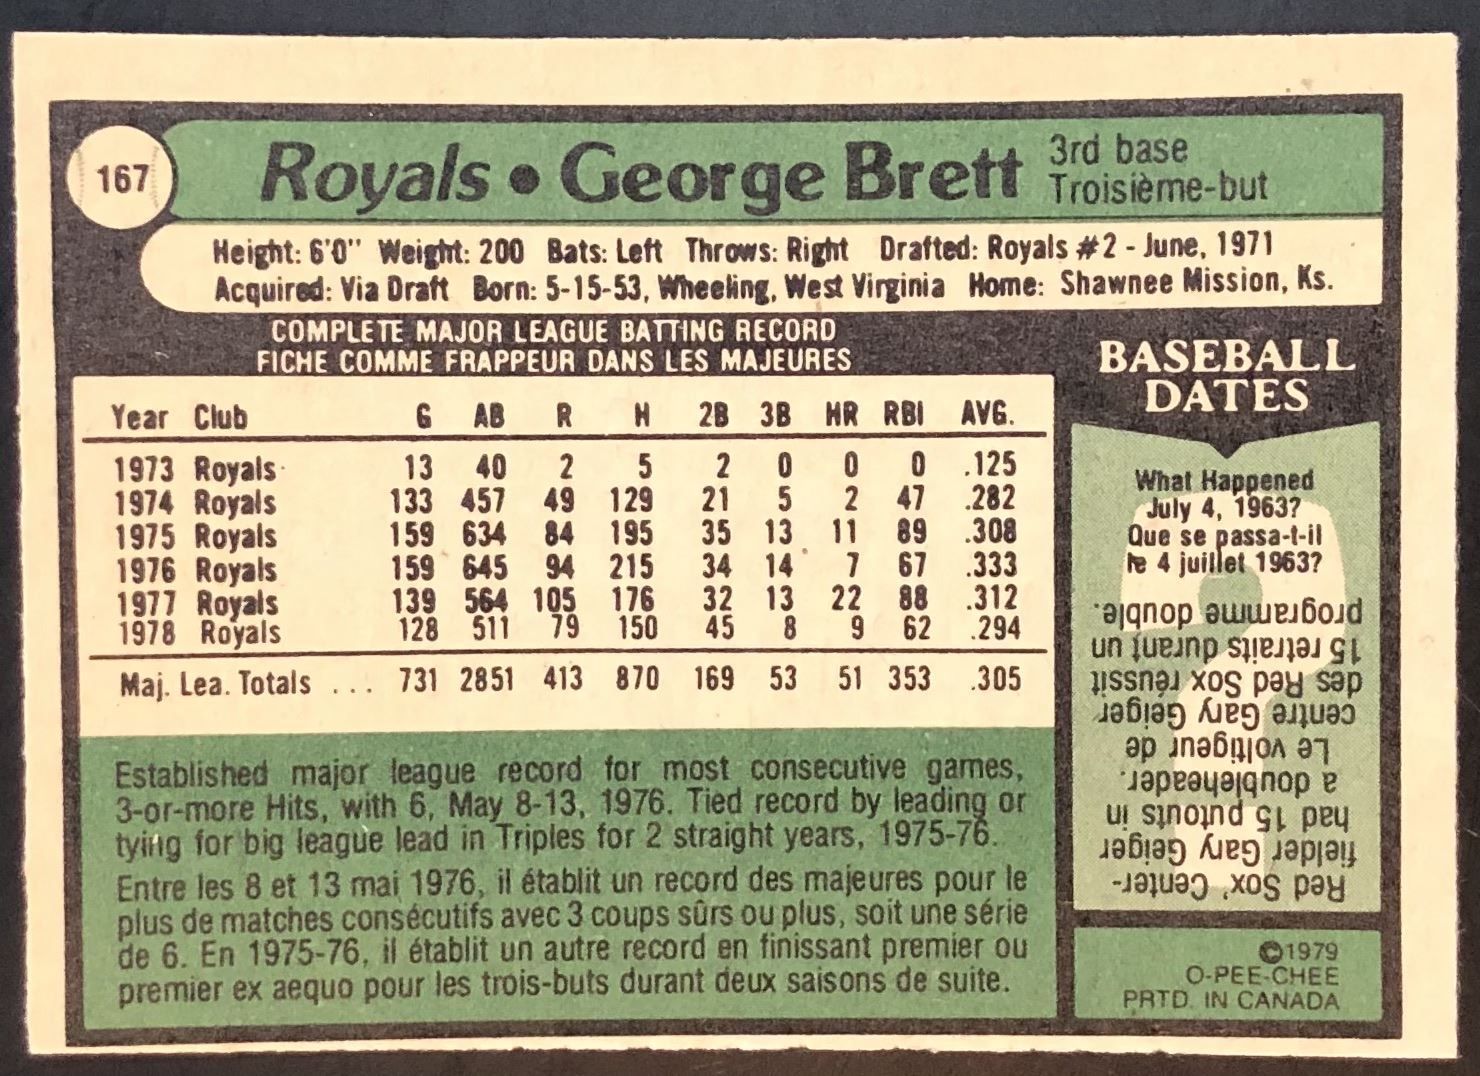 167
Royals • George Brett
3rd base
Troisième-but
Height: 6'0" Weight: 200 Bats: Left Throws: Right Drafted: Royals #2 - June, 1971
Acquired: Via Draft Born: 5-15-53, Wheeling, West Virginia Home: Shawnee Mission, Ks.
COMPLETE MAJOR LEAGUE BATTING RECORD
FICHE COMME FRAPPEUR DANS LES MAJEURES
Year Club G AB R H 2B 3B HR RBI AVG.
1973 Royals 13 40 2 5 2 0 0 0 .125
1974 Royals 133 457 49 129 21 5 2 47 .282
1975 Royals 159 634 84 195 35 13 11 89 .308
1976 Royals 159 645 94 215 34 14 7 67 .333
1977 Royals 139 564 105 176 32 13 22 88 .312
1978 Royals 128 511 79 150 45 8 9 62 .294
Maj. Lea. Totals ... 731 2851 413 870 169 53 51 353 .305
Established major league record for most consecutive games,
3-or-more Hits, with 6, May 8-13, 1976. Tied record by leading or
tying for big league lead in Triples for 2 straight years, 1975-76.
Entre les 8 et 13 mai 1976, il établit un record des majeures pour le
plus de matches consécutifs avec 3 coups sûrs ou plus, soit une série
de 6. En 1975-76, il établit un autre record en finissant premier ou
premier ex aequo pour les trois-buts durant deux saisons de suite.
BASEBALL
DATES
What Happened
July 4, 1963?
Que se passa-t-il
le 4 juillet 1963?
Red Sox' Center-
fielder Gary Geiger
had 15 putouts in
a doubleheader.
Le voltigeur de
centre Gary Geiger
des Red Sox réussit
15 retraits durant un
programme double.
©1979
O-PEE-CHEE
PRTD. IN CANADA